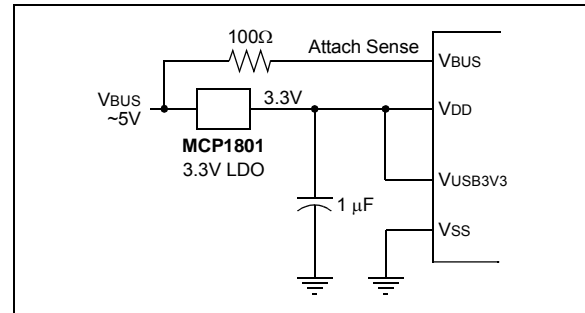 100Ω
Attach Sense
VBUS
VBUS
~5V
3.3V
VDD
MCP1801
3.3V LDO
VUSB3V3
1 μF
VSS